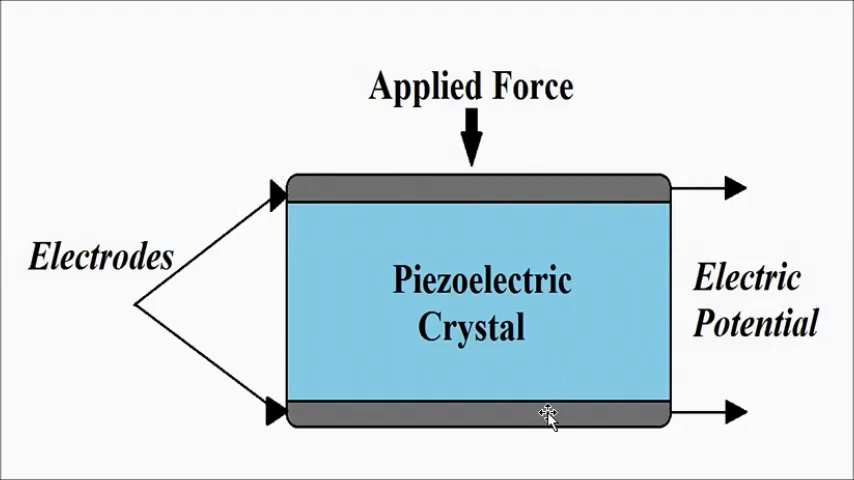 Applied Force
Electrodes
Piezoelectric
Crystal
Electric
Potential